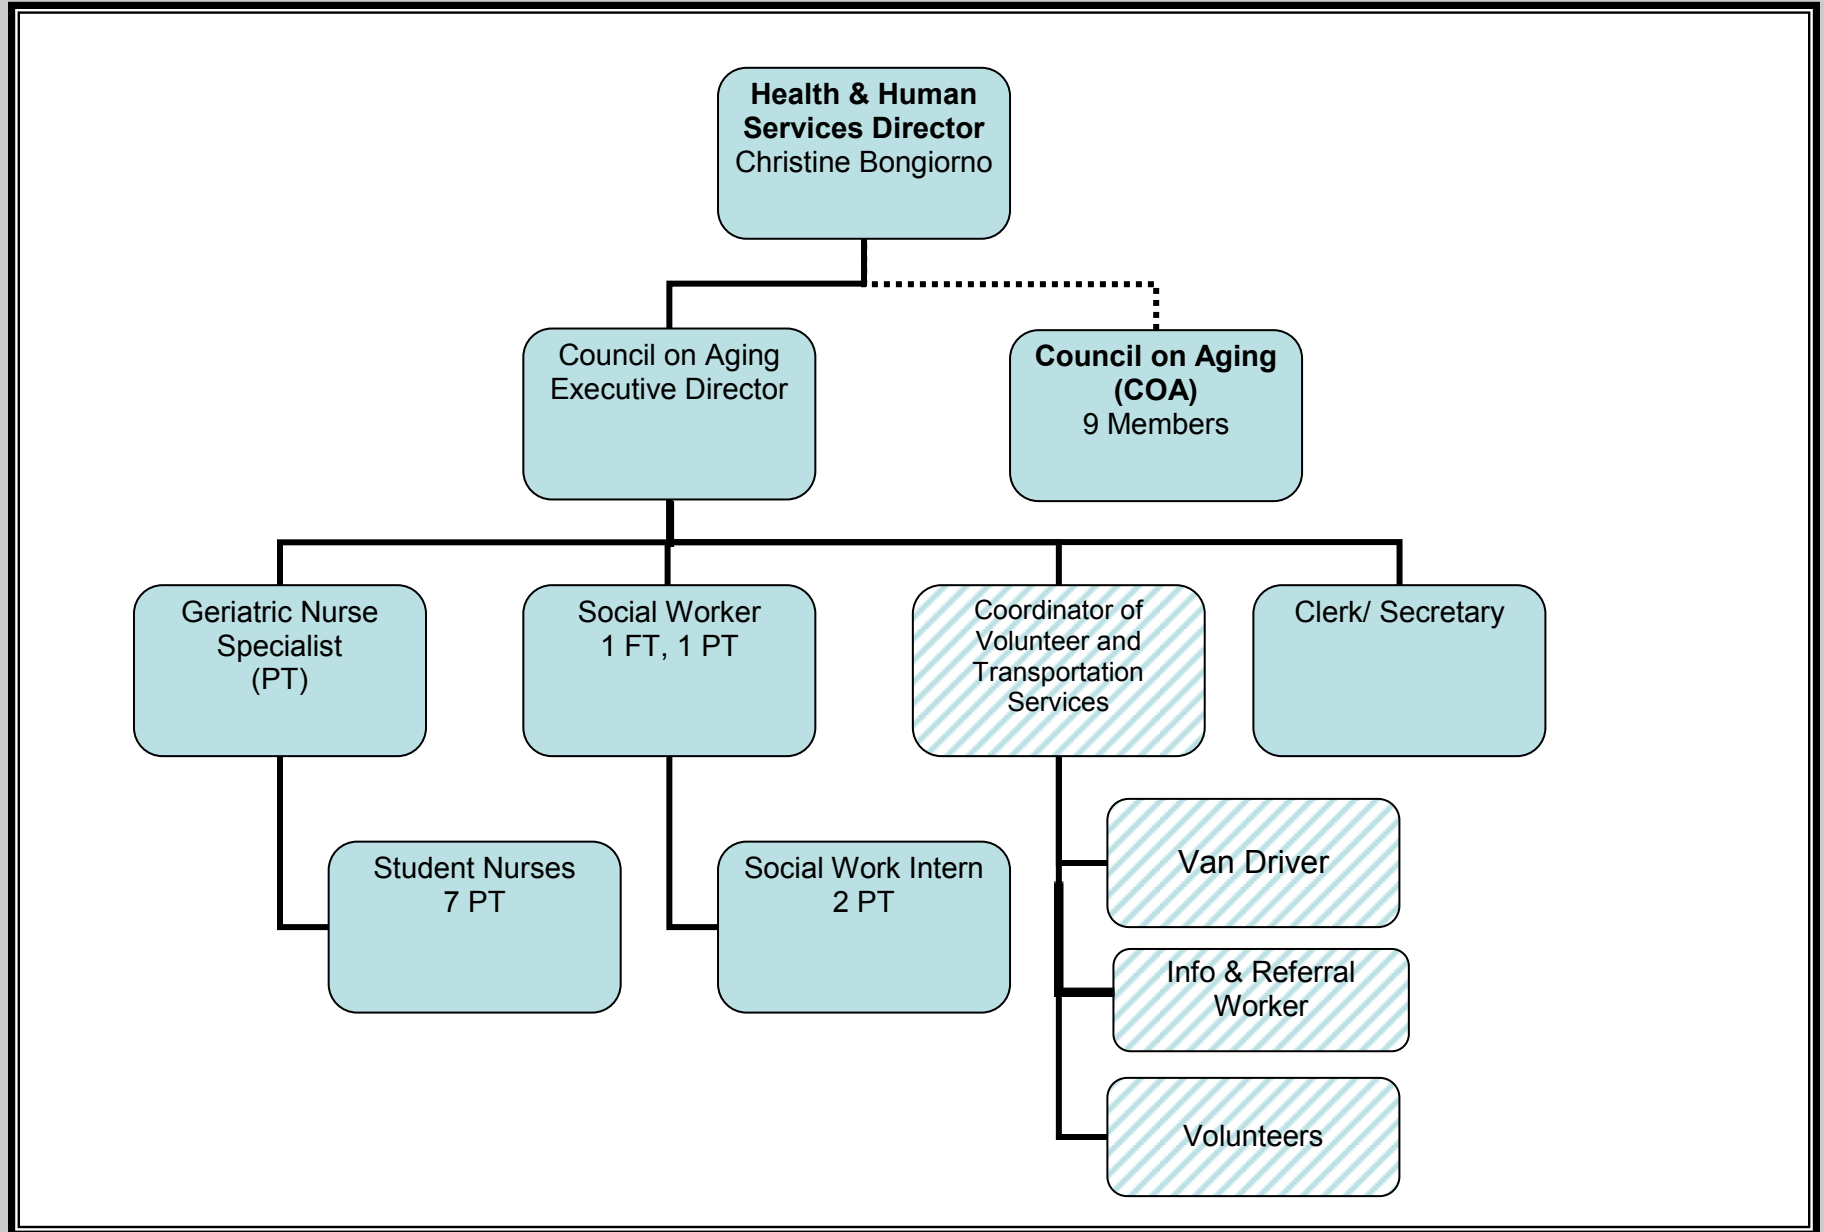 Health & Human
Services Director
Christine Bongiorno
Council on Aging
Executive Director
Council on Aging
(COA)
9 Members
Geriatric Nurse
Specialist
(PT)
Social Worker
1 FT, 1 PT
Coordinator of
Volunteer and
Transportation
Services
Clerk/ Secretary
Student Nurses
7 PT
Social Work Intern
2 PT
Van Driver
Info & Referral
Worker
Volunteers